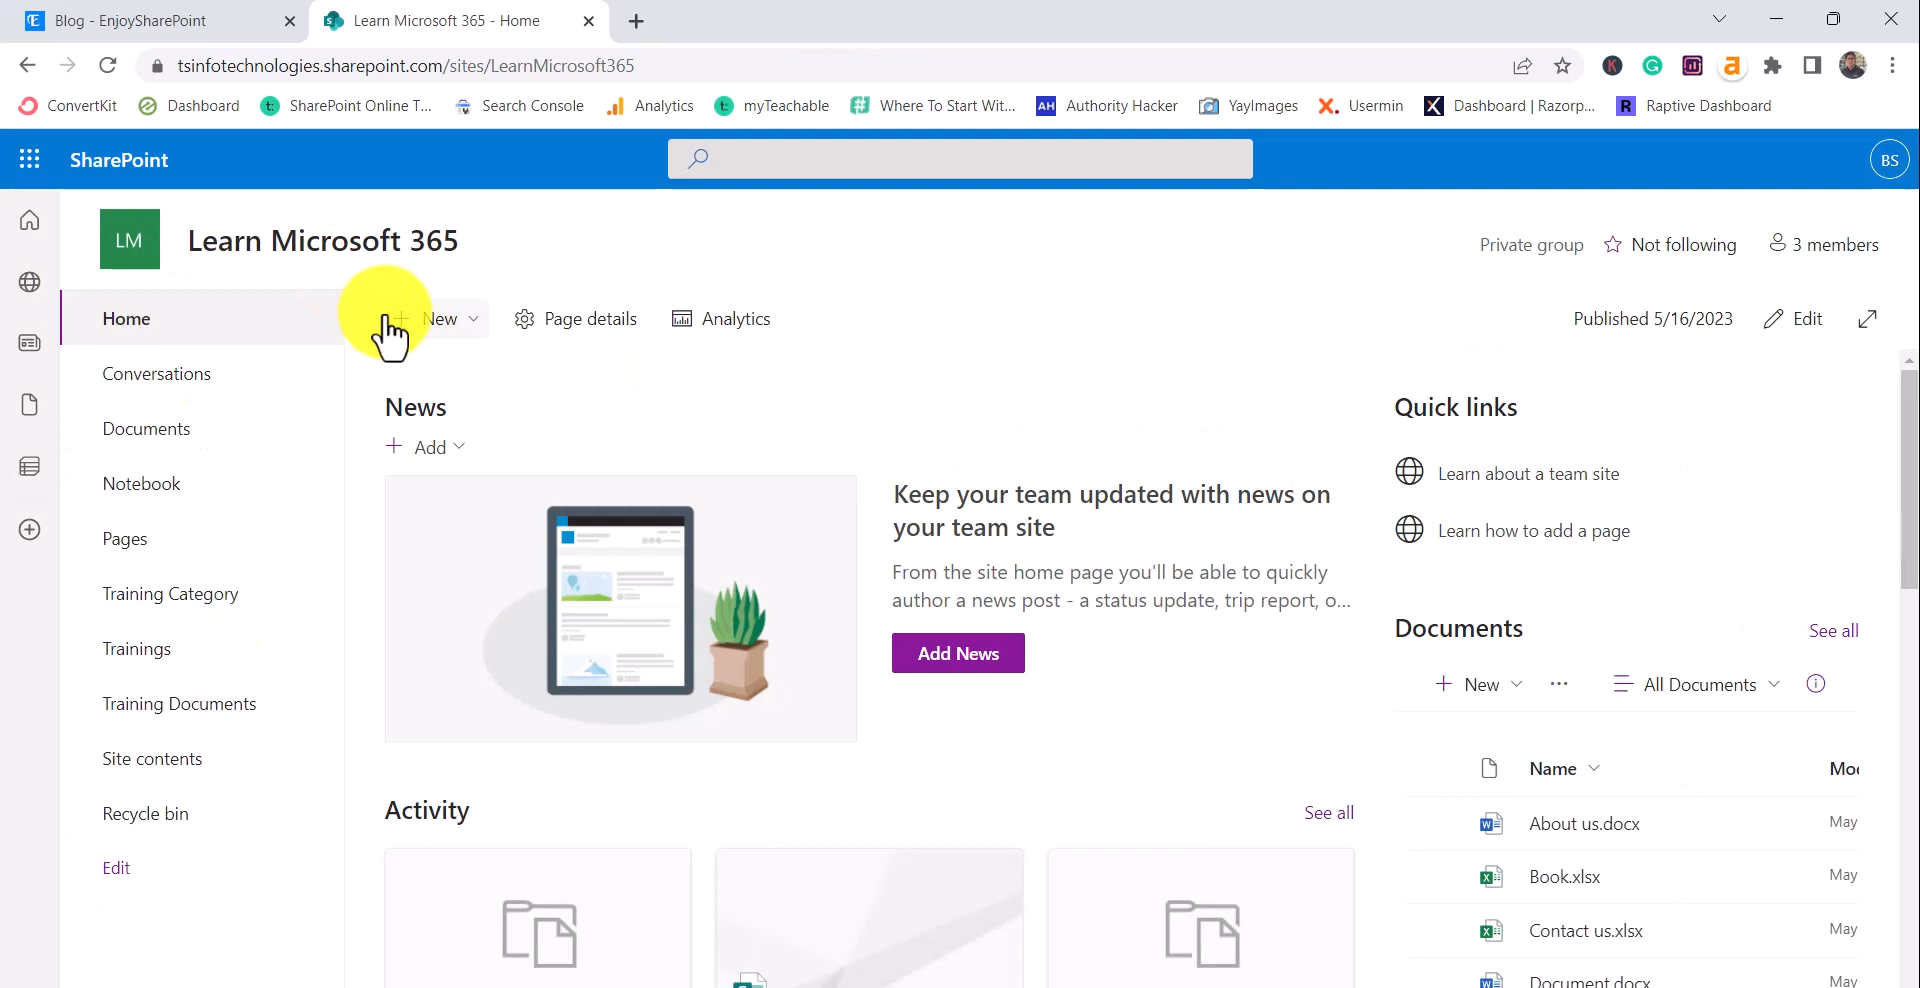 Blog - EnjoySharePoint
Learn Microsoft 365 - Home
tsinfotechnologies.sharepoint.com/sites/LearnMicrosoft365
ConvertKit
Dashboard
SharePoint Online T...
Search Console
Analytics
myTeachable
Where To Start Wit...
AH Authority Hacker
YayImages
Usermin
Dashboard | Razorp...
R Raptive Dashboard
SharePoint
BS
LM
Learn Microsoft 365
Private group
Not following
3 members
Home
Conversations
Documents
Notebook
Pages
Training Category
Trainings
Training Documents
Site contents
Recycle bin
Edit
New
Page details
Analytics
Published 5/16/2023
Edit
News
Add
Keep your team updated with news on
your team site
From the site home page you'll be able to quickly
author a news post - a status update, trip report, o...
Add News
Activity
See all
Quick links
Learn about a team site
Learn how to add a page
Documents
See all
New
All Documents
Name
About us.docx
May
Book.xlsx
May
Contact us.xlsx
May
Document.docx
May